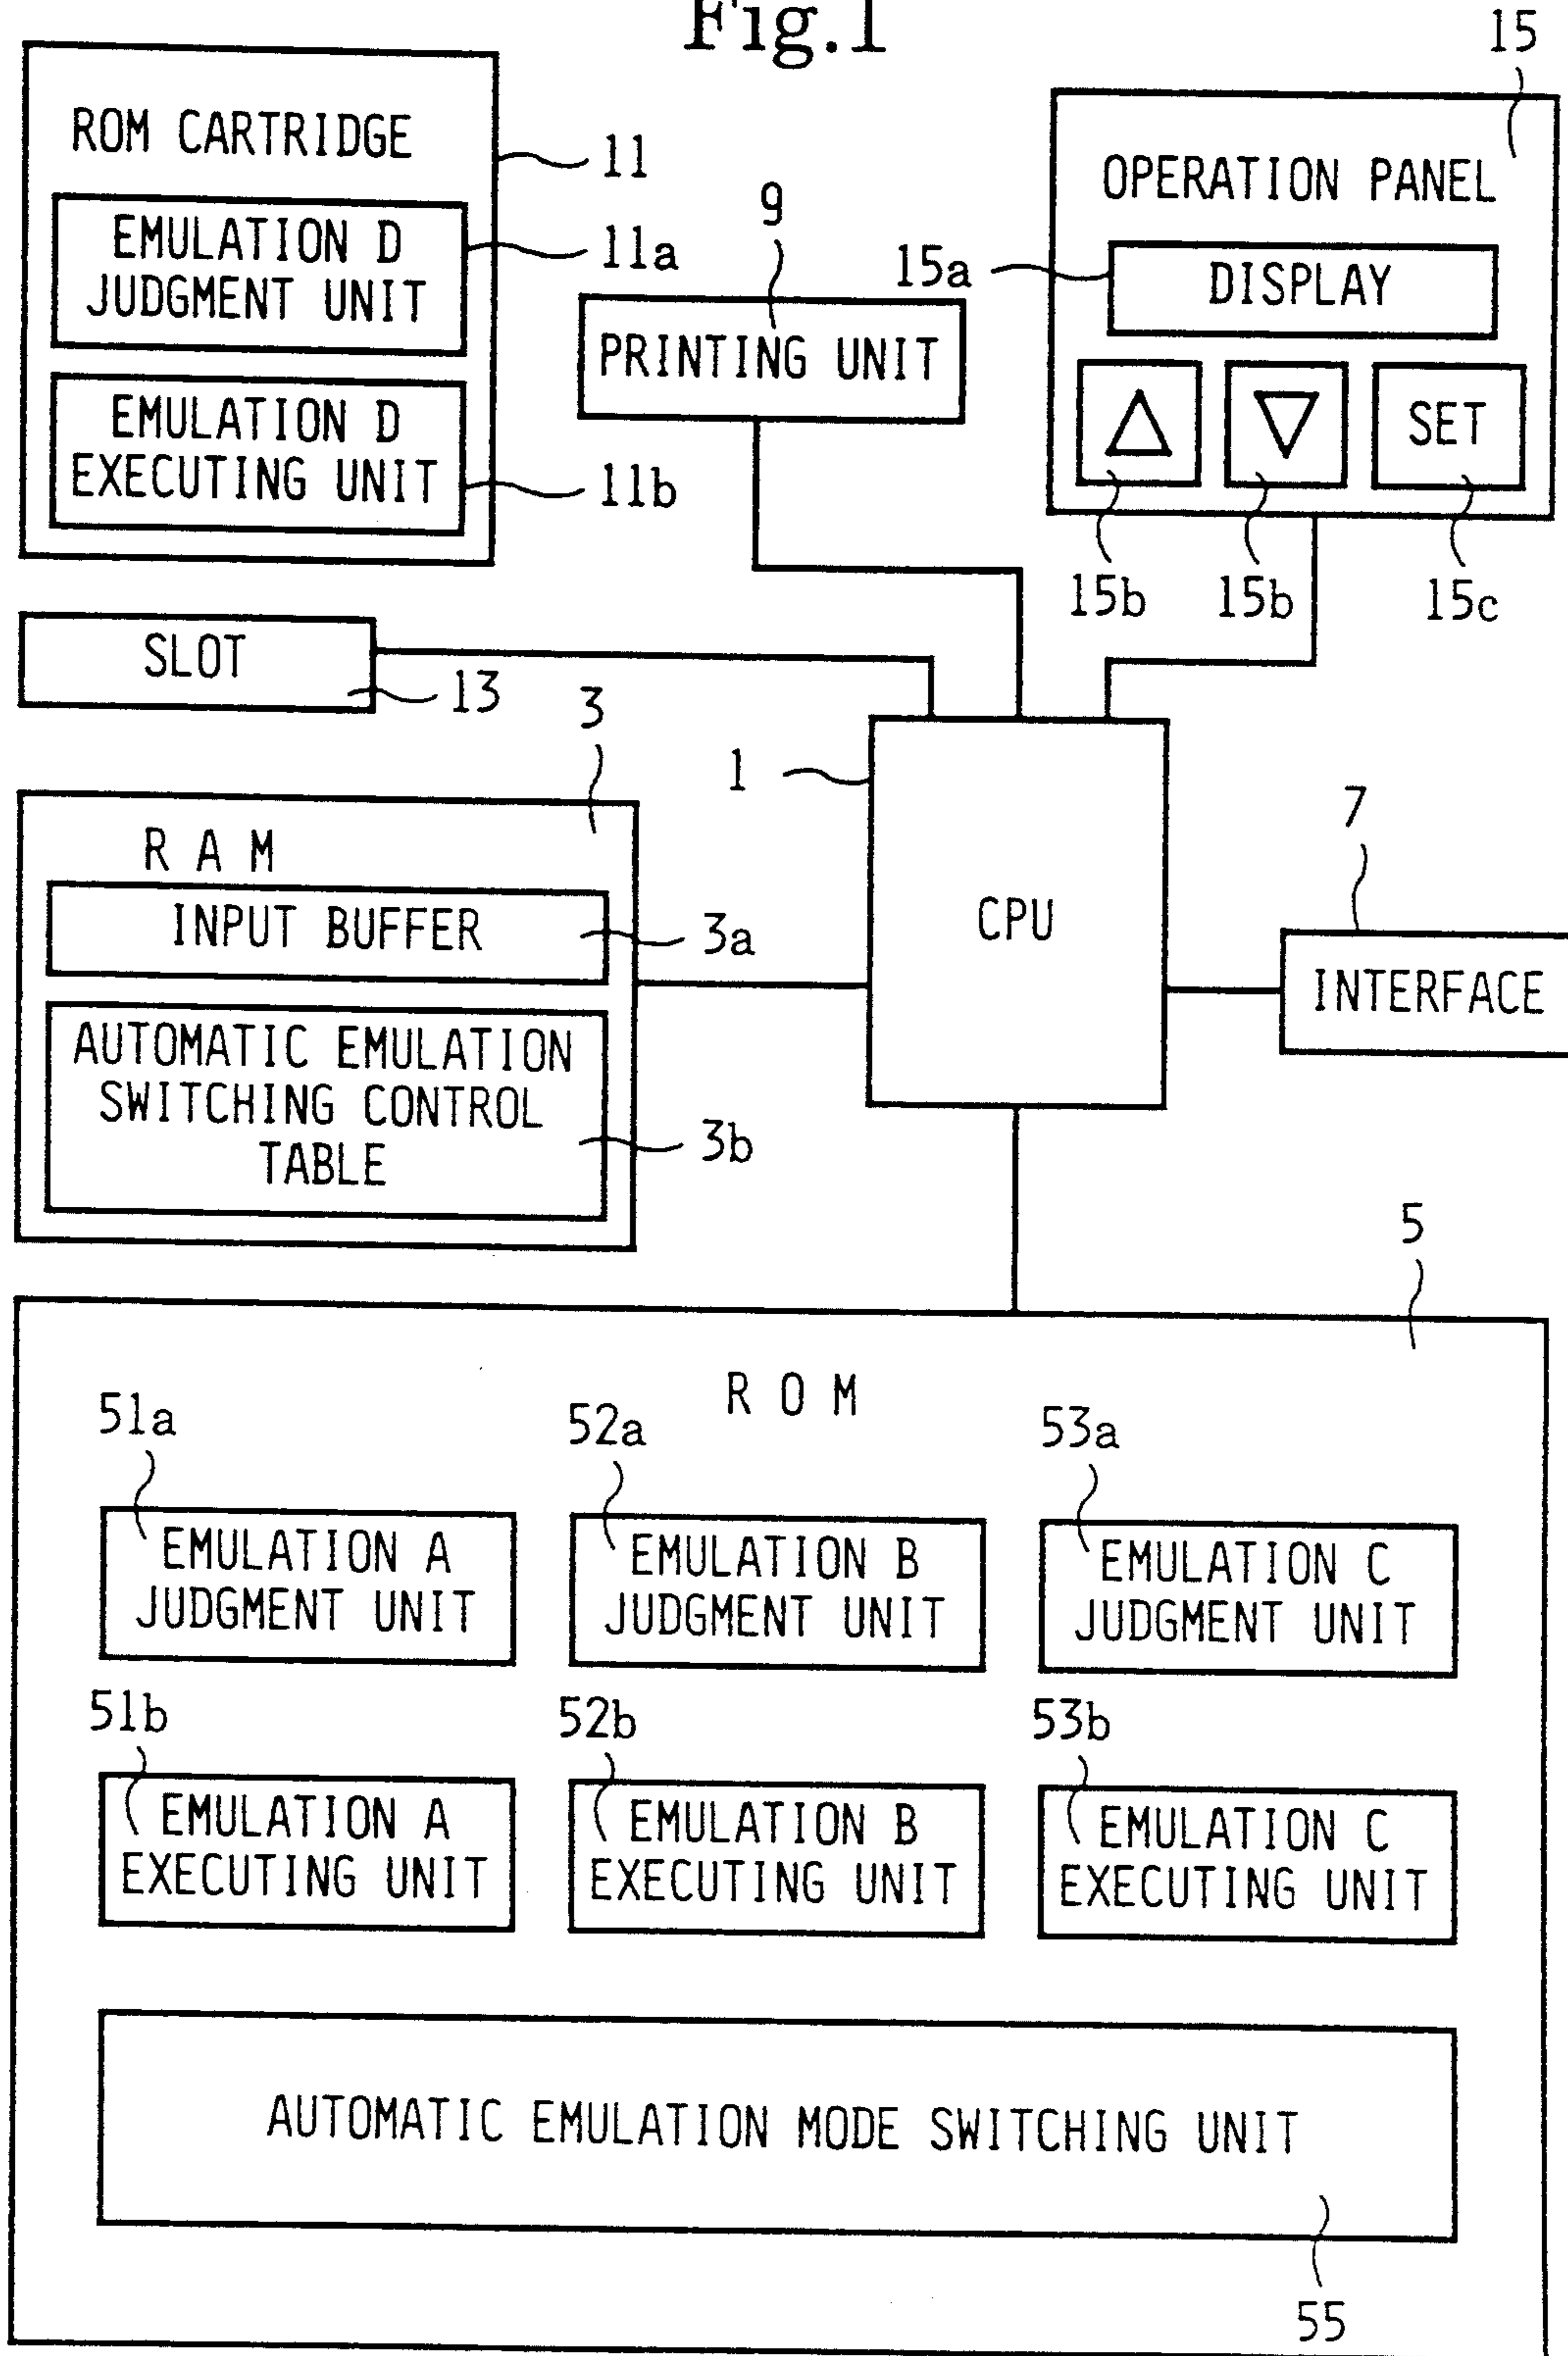 Fig.1
ROM CARTRIDGE
11
EMULATION D
JUDGMENT UNIT
11a
EMULATION D
EXECUTING UNIT
11b
9
PRINTING UNIT
15
OPERATION PANEL
15a
DISPLAY
SET
15b
15b
15c
SLOT
13
3
R A M
INPUT BUFFER
3a
AUTOMATIC EMULATION
SWITCHING CONTROL
TABLE
3b
1
CPU
7
INTERFACE
5
R O M
51a
52a
53a
EMULATION A
JUDGMENT UNIT
EMULATION B
JUDGMENT UNIT
EMULATION C
JUDGMENT UNIT
51b
52b
53b
EMULATION A
EXECUTING UNIT
EMULATION B
EXECUTING UNIT
EMULATION C
EXECUTING UNIT
AUTOMATIC EMULATION MODE SWITCHING UNIT
55